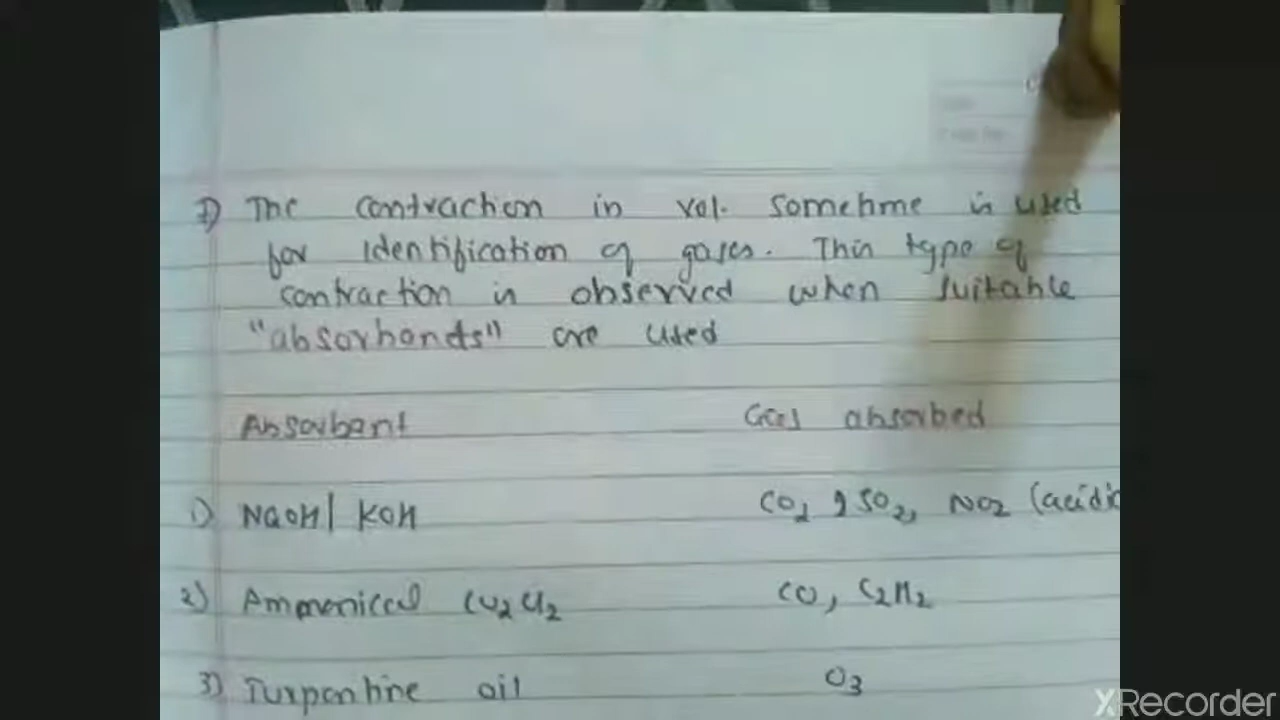 The contraction in vol. sometime is used
for identification of gases. This type of
contraction is observed when suitable
"absorbents" are used
Absorbent Gas absorbed
1) NaOH/ KOH CO2, SO2, NO2 (acidic
2) Ammonical Cu2Cl2 CO, C2H2
3) Turpentine oil O3
XRecorder